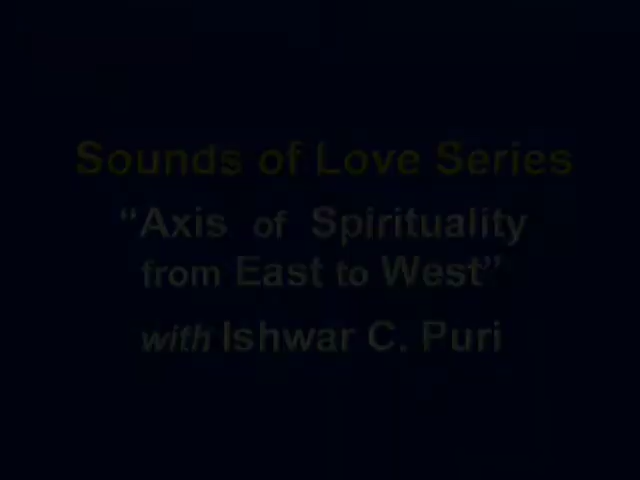 Sounds of Love Series
“Axis of Spirituality
from East to West”
with Ishwar C. Puri